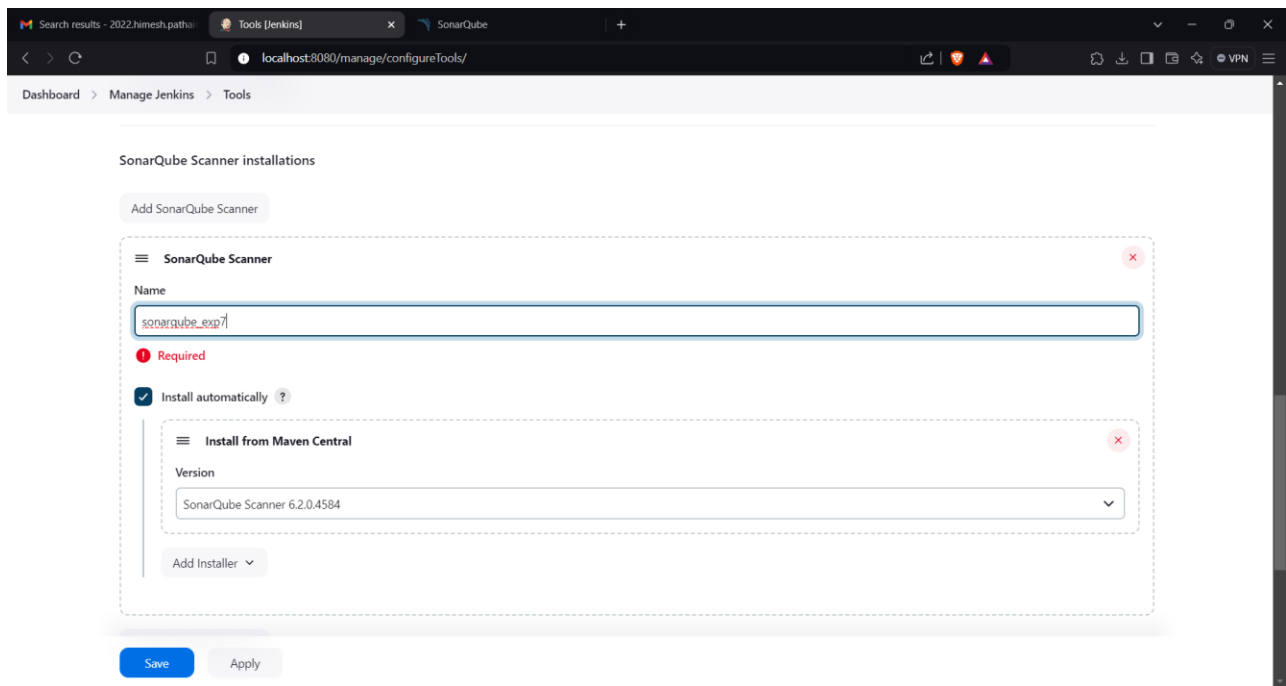 Search results - 2022.himesh.pathai
Tools [Jenkins]
SonarQube
localhost:8080/manage/configureTools/
VPN
Dashboard > Manage Jenkins > Tools
SonarQube Scanner installations
Add SonarQube Scanner
SonarQube Scanner
Name
sonarqube_exp7
Required
Install automatically ?
Install from Maven Central
Version
SonarQube Scanner 6.2.0.4584
Add Installer
Save
Apply